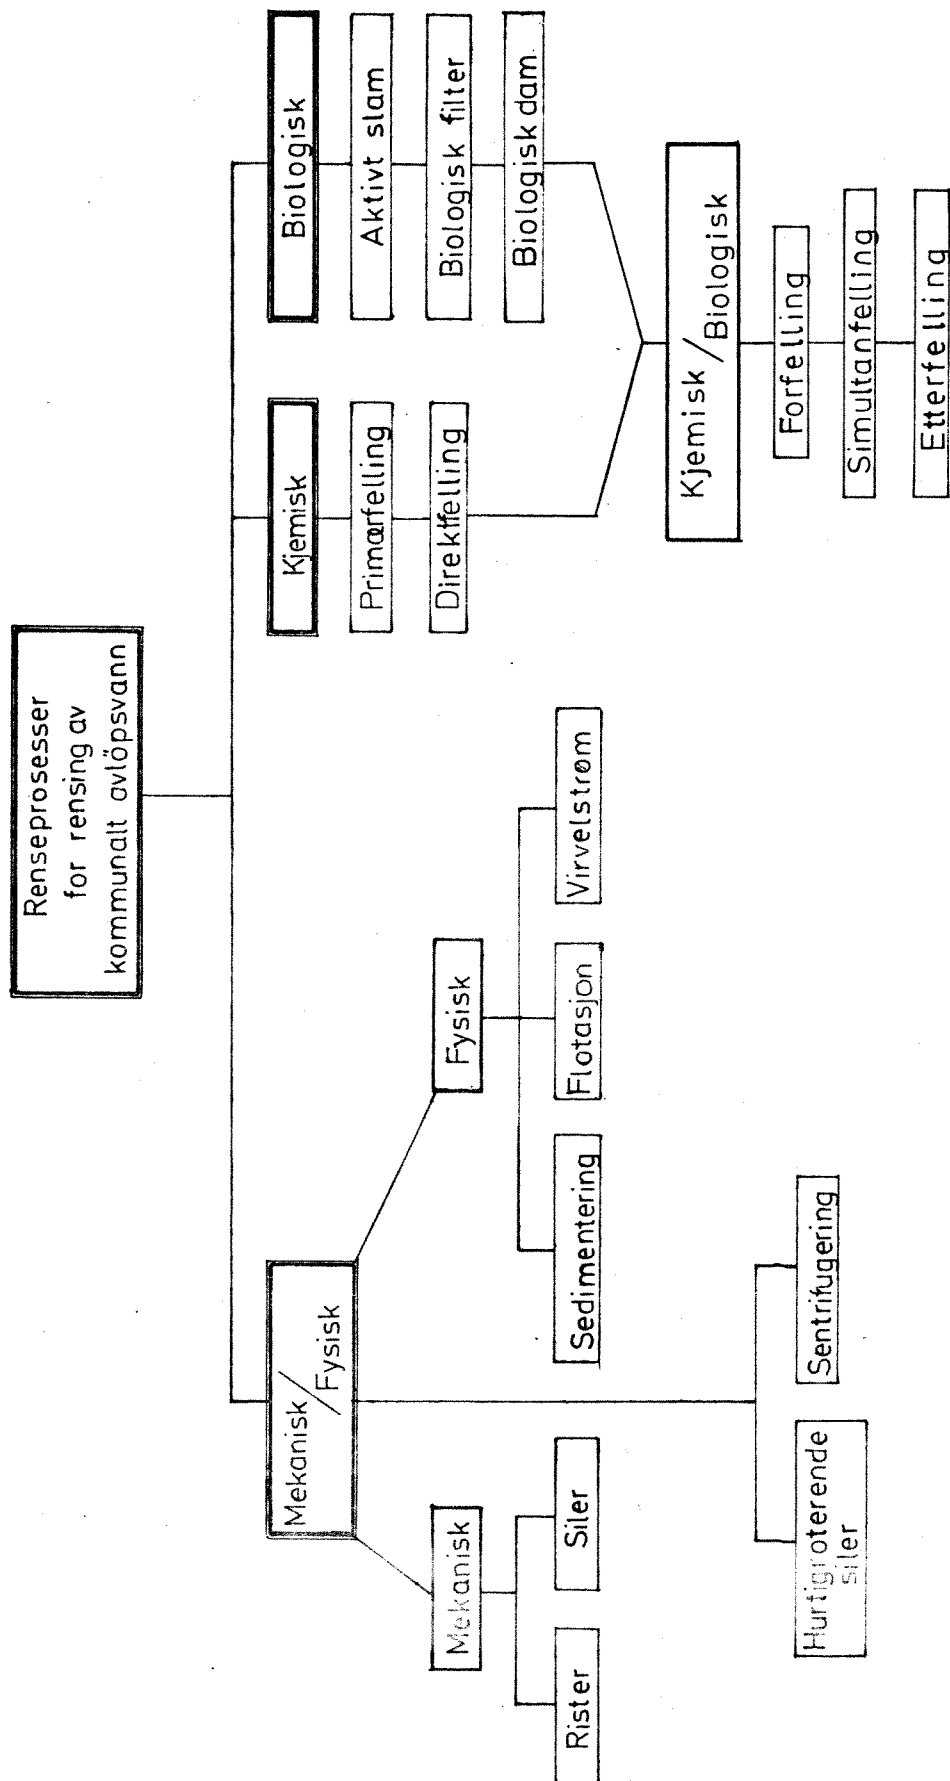 Renseprosesser
for rensing av
kommunalt avlöpsvann
Mekanisk
/Fysisk
Kjemisk
Biologisk
Mekanisk
Fysisk
Primærfelling
Direktfelling
Aktivt slam
Biologisk filter
Biologisk dam
Rister
Siler
Sedimentering
Flotasjon
Virvelstrøm
Kjemisk
/Biologisk
Hurtigroterende
siler
Sentrifugering
Forfelling
Simultanfelling
Etterfelling